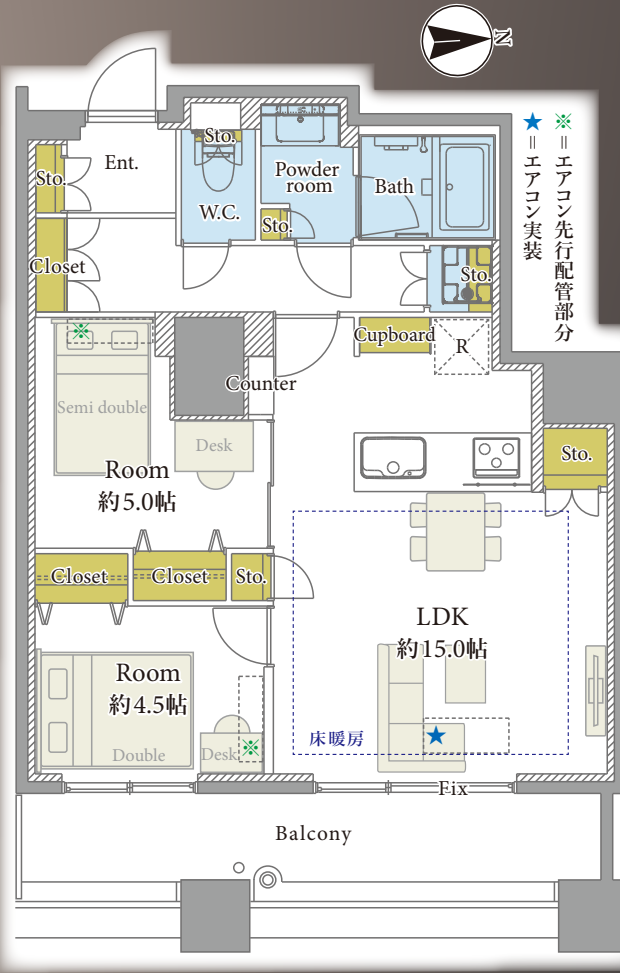 N
※＝エアコン先行配管部分
★＝エアコン実装
Sto.
Ent.
Sto.
W.C.
Powder
room
Sto.
Bath
Closet
Sto.
※
Cupboard
R
Counter
Semi double
Desk
Room
約5.0帖
Sto.
Closet
Closet
Sto.
LDK
約15.0帖
Room
約4.5帖
床暖房
★
Double
Desk
※
Fix
Balcony